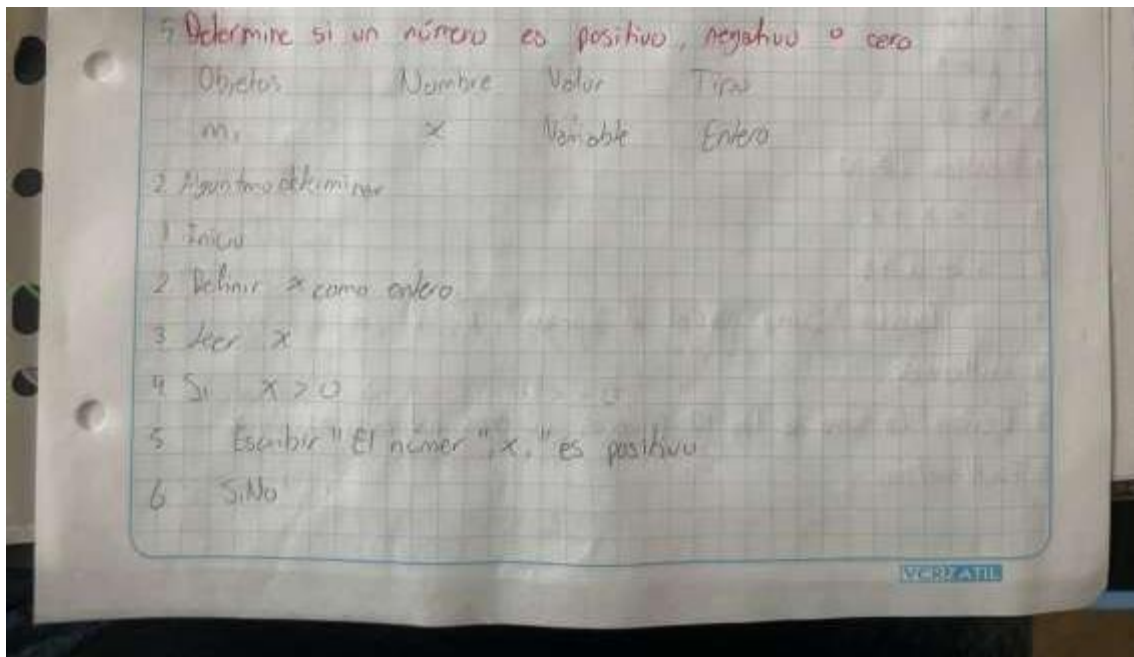 5 Determine si un número es positivo, negativo o cero
Objetos Nombre Valor Tipo
m, x Variable Entero
2 Algoritmo determinar
1 Inicio
2 Definir x como entero
3 Leer x
4 Si x > 0
5 Escribir "El númer", x, "es positivo
6 SiNo